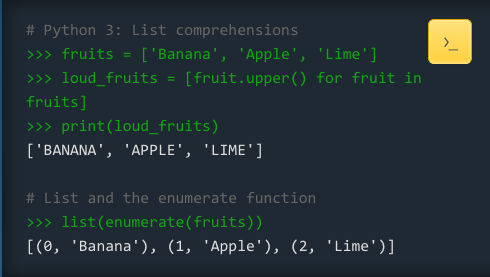 # Python 3: List comprehensions
>>> fruits = ['Banana', 'Apple', 'Lime']
>>> loud_fruits = [fruit.upper() for fruit in
fruits]
>>> print(loud_fruits)
['BANANA', 'APPLE', 'LIME']
# List and the enumerate function
>>> list(enumerate(fruits))
[(0, 'Banana'), (1, 'Apple'), (2, 'Lime')]
>_